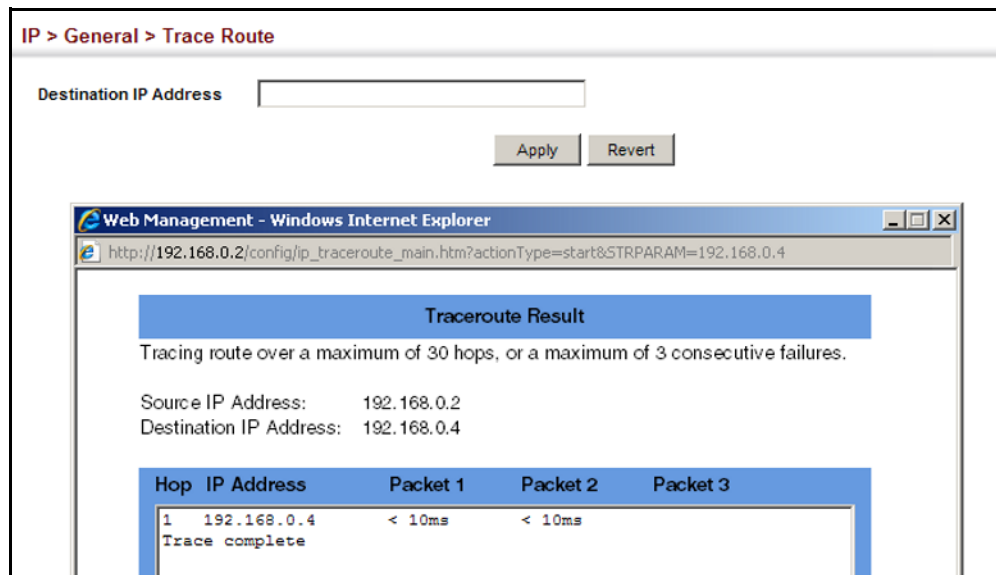 IP > General > Trace Route
Destination IP Address
Apply Revert
Web Management - Windows Internet Explorer
http://192.168.0.2/config/ip_traceroute_main.htm?actionType=start&STRPARAM=192.168.0.4
Traceroute Result
Tracing route over a maximum of 30 hops, or a maximum of 3 consecutive failures.
Source IP Address: 192.168.0.2
Destination IP Address: 192.168.0.4
Hop IP Address Packet 1 Packet 2 Packet 3
1 192.168.0.4 < 10ms < 10ms
Trace complete